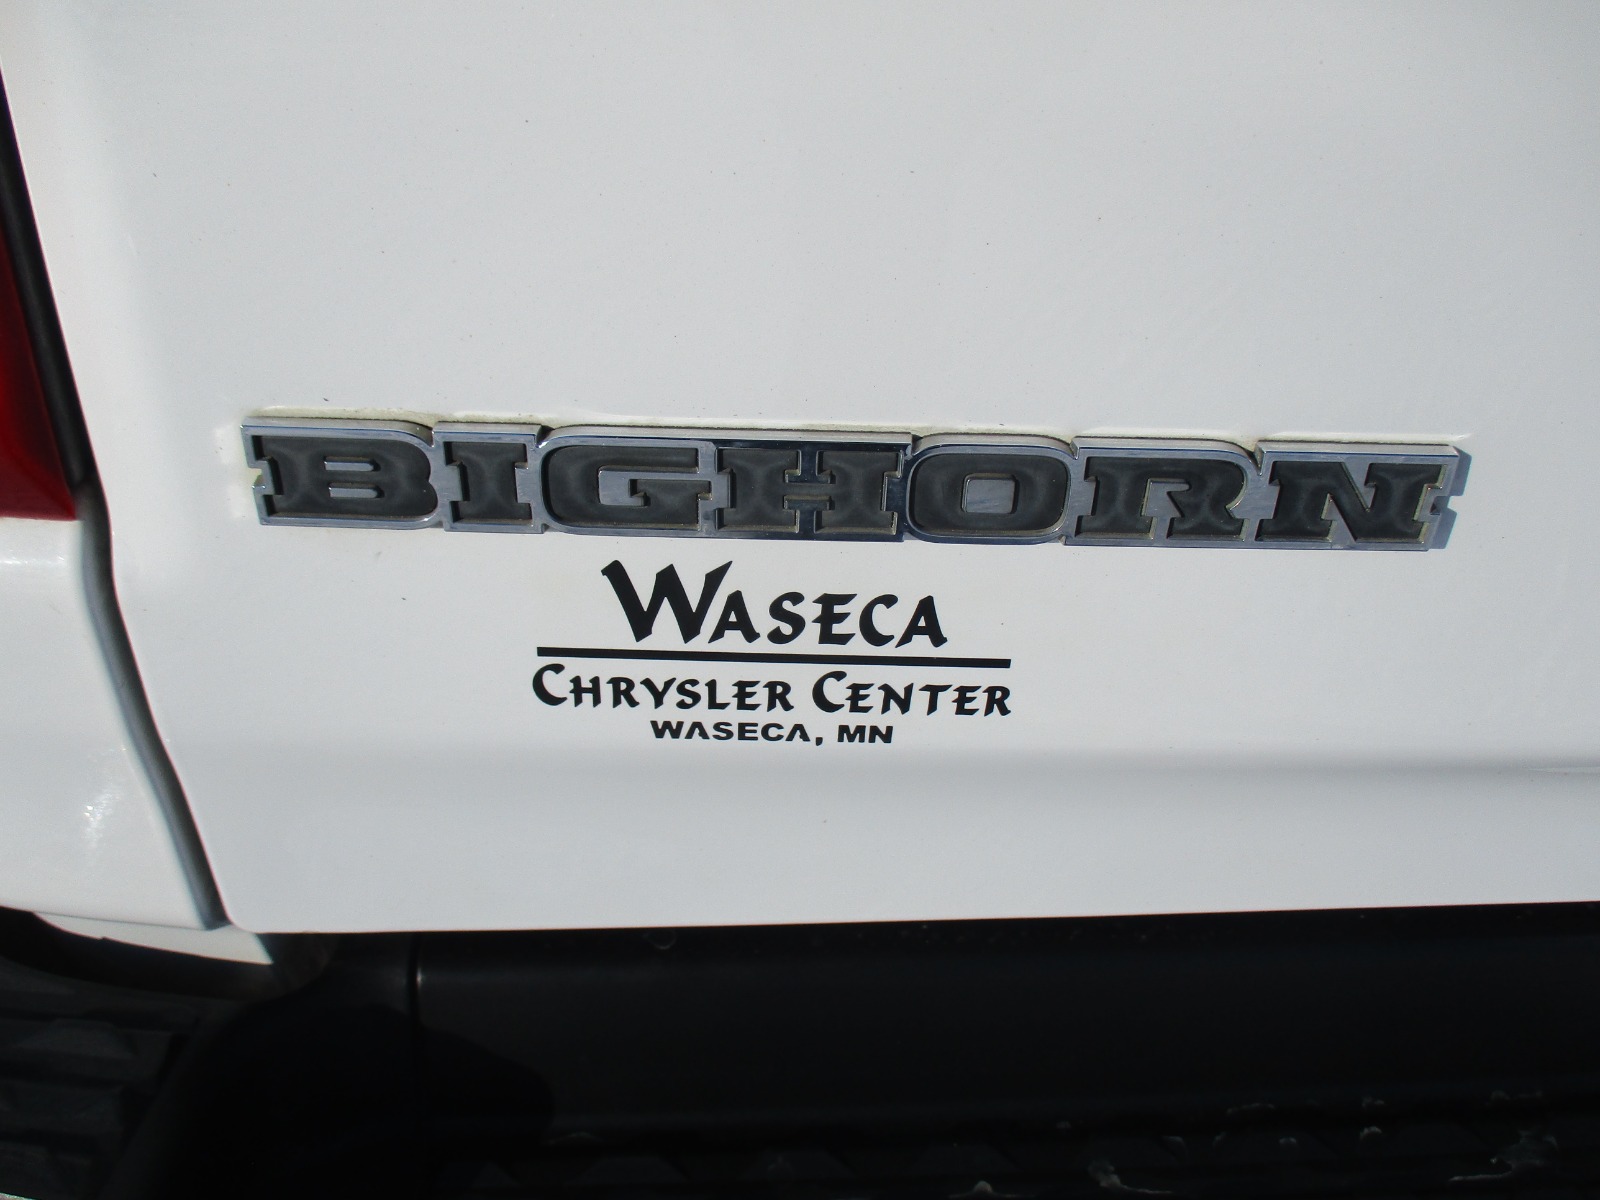 BIGHORN
WASECA
CHRYSLER CENTER
WASECA, MN